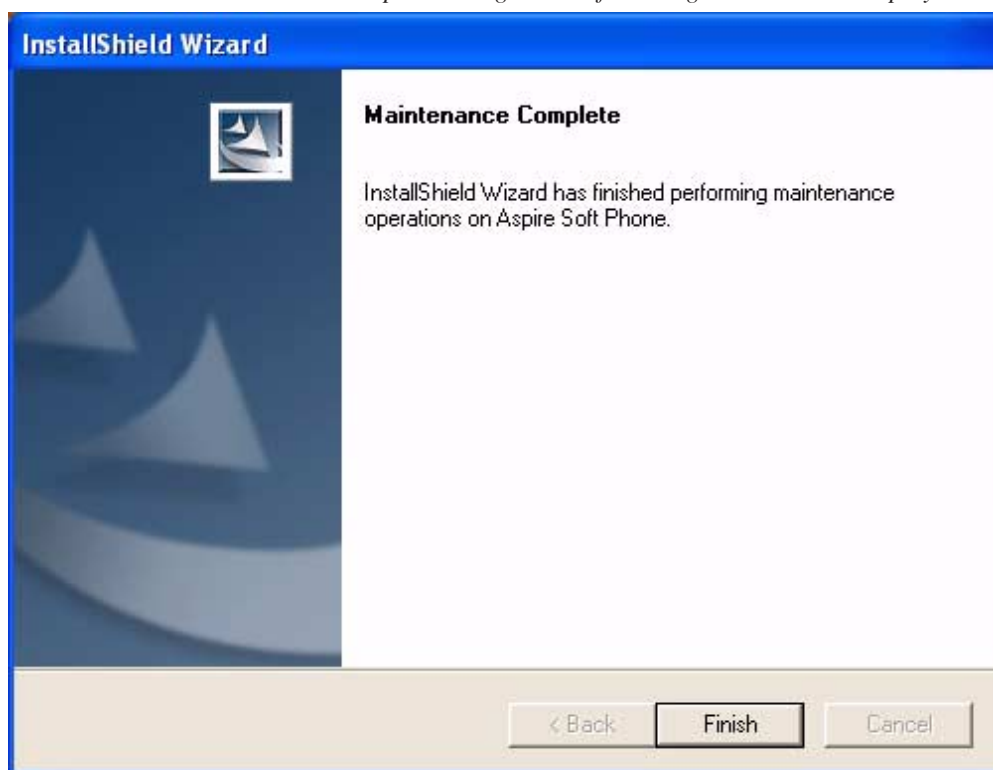 InstallShield Wizard
Maintenance Complete
InstallShield Wizard has finished performing maintenance
operations on Aspire Soft Phone.
< Back
Finish
Cancel